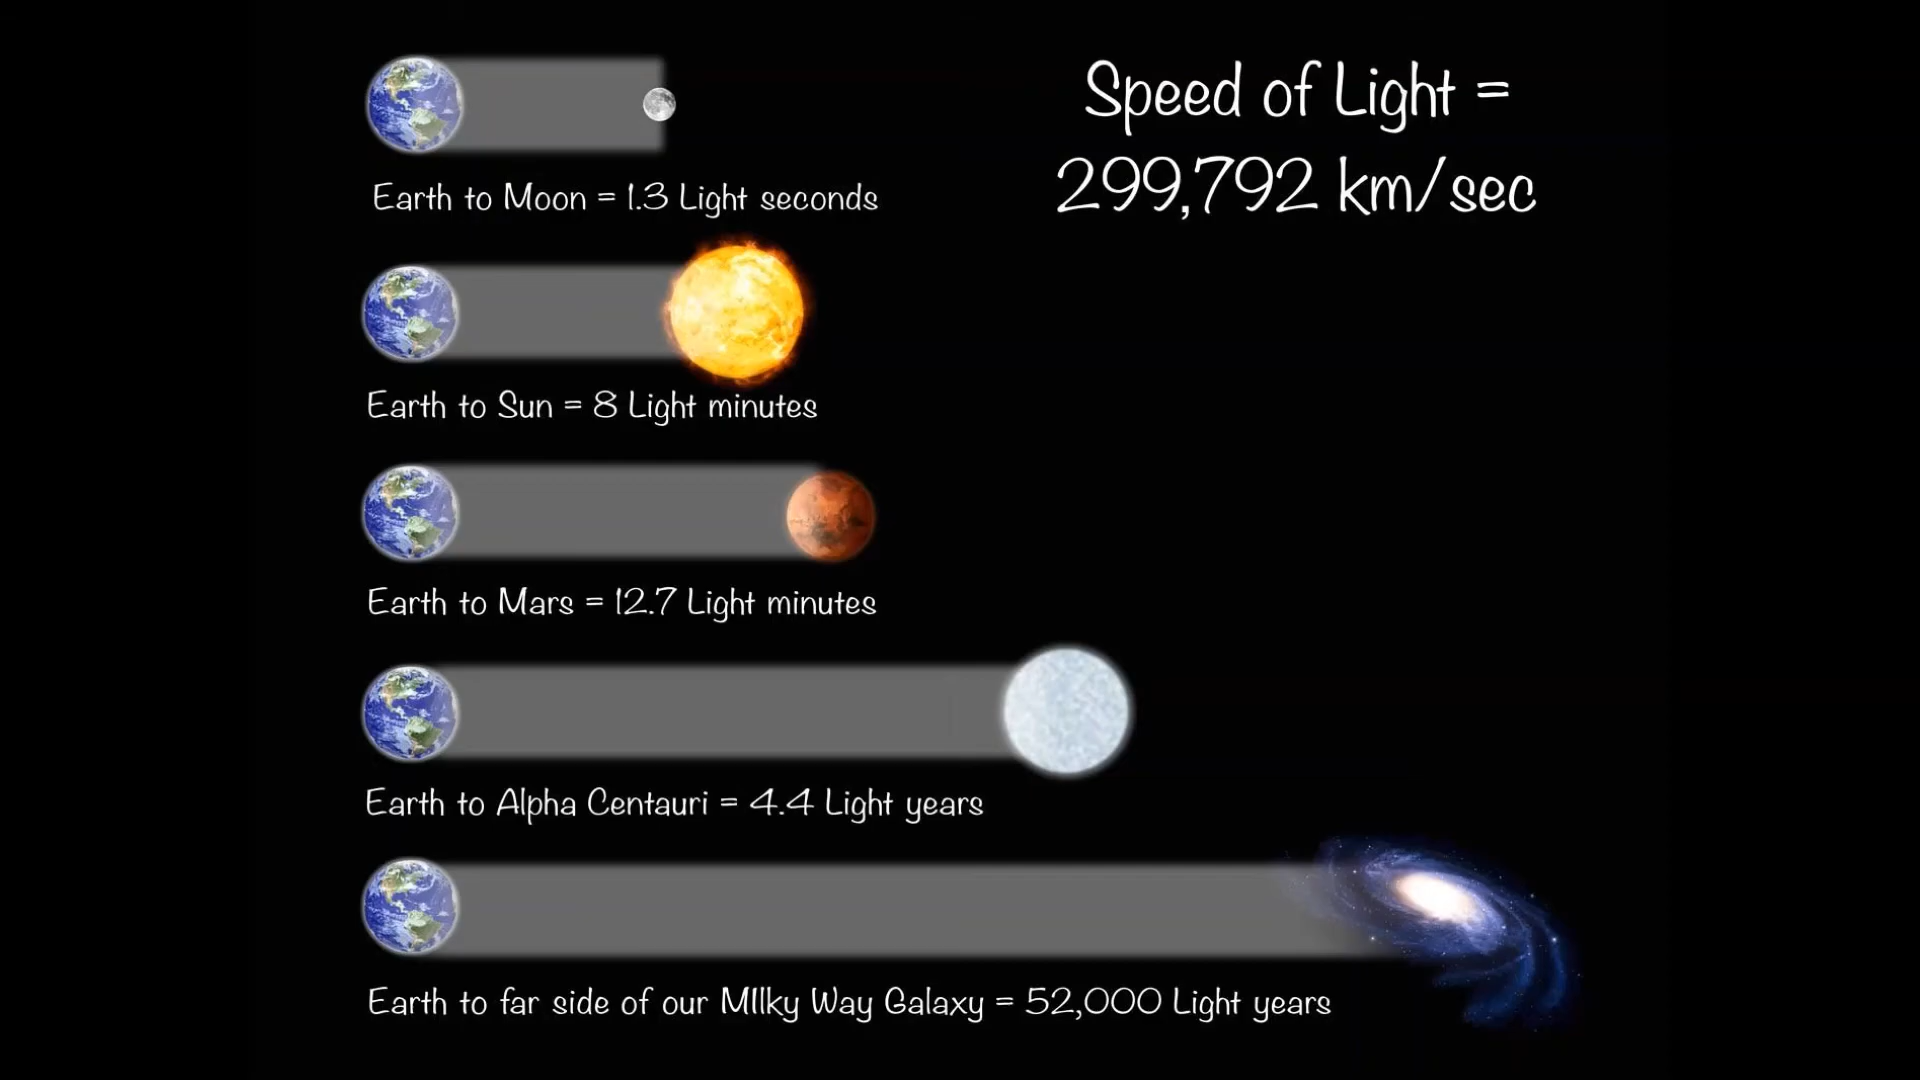 Speed of Light =
299,792 km/sec
Earth to Moon = 1.3 Light seconds
Earth to Sun = 8 Light minutes
Earth to Mars = 12.7 Light minutes
Earth to Alpha Centauri = 4.4 Light years
Earth to far side of our MIlky Way Galaxy = 52,000 Light years